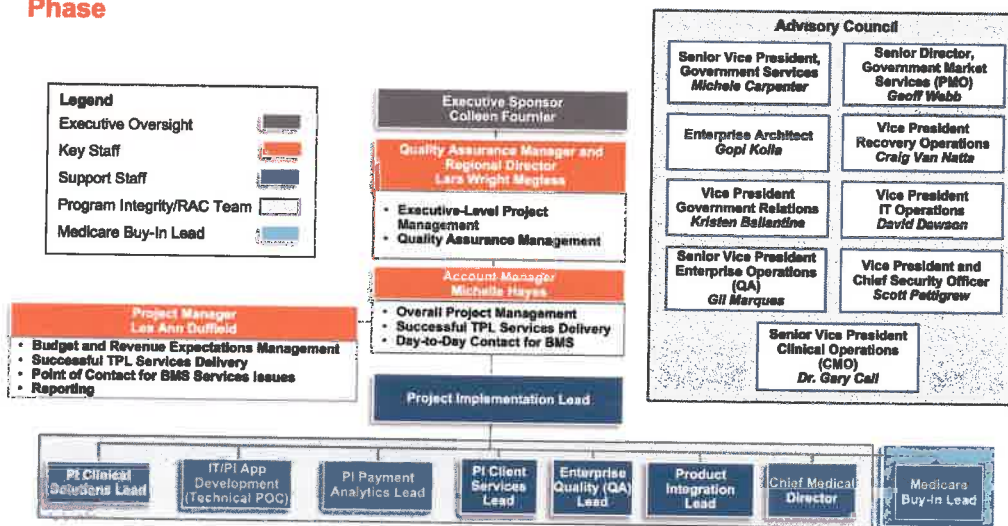 Phase
Legend
Executive Oversight
Key Staff
Support Staff
Program Integrity/RAC Team
Medicare Buy-In Lead
Executive Sponsor
Colleen Fournier
Quality Assurance Manager and
Regional Director
Lara Wright Megless
• Executive-Level Project
Management
• Quality Assurance Management
Account Manager
Michelle Hayes
• Overall Project Management
• Successful TPL Services Delivery
• Day-to-Day Contact for BMS
Project Manager
Lea Ann Duffield
• Budget and Revenue Expectations Management
• Successful TPL Services Delivery
• Point of Contact for BMS Services Issues
• Reporting
Project Implementation Lead
PI Clinical
Solutions Lead
IT/PI App
Development
(Technical POC)
PI Payment
Analytics Lead
PI Client
Services
Lead
Enterprise
Quality (QA)
Lead
Product
Integration
Lead
Chief Medical
Director
Medicare
Buy-In Lead
Advisory Council
Senior Vice President,
Government Services
Michele Carpenter
Senior Director,
Government Market
Services (PMO)
Geoff Webb
Enterprise Architect
Gopi Kolla
Vice President
Recovery Operations
Craig Van Natta
Vice President
Government Relations
Kristen Ballantine
Vice President
IT Operations
David Dawson
Senior Vice President
Enterprise Operations
(QA)
Gil Marques
Vice President and
Chief Security Officer
Scott Pettigrew
Senior Vice President
Clinical Operations
(CMO)
Dr. Gary Call